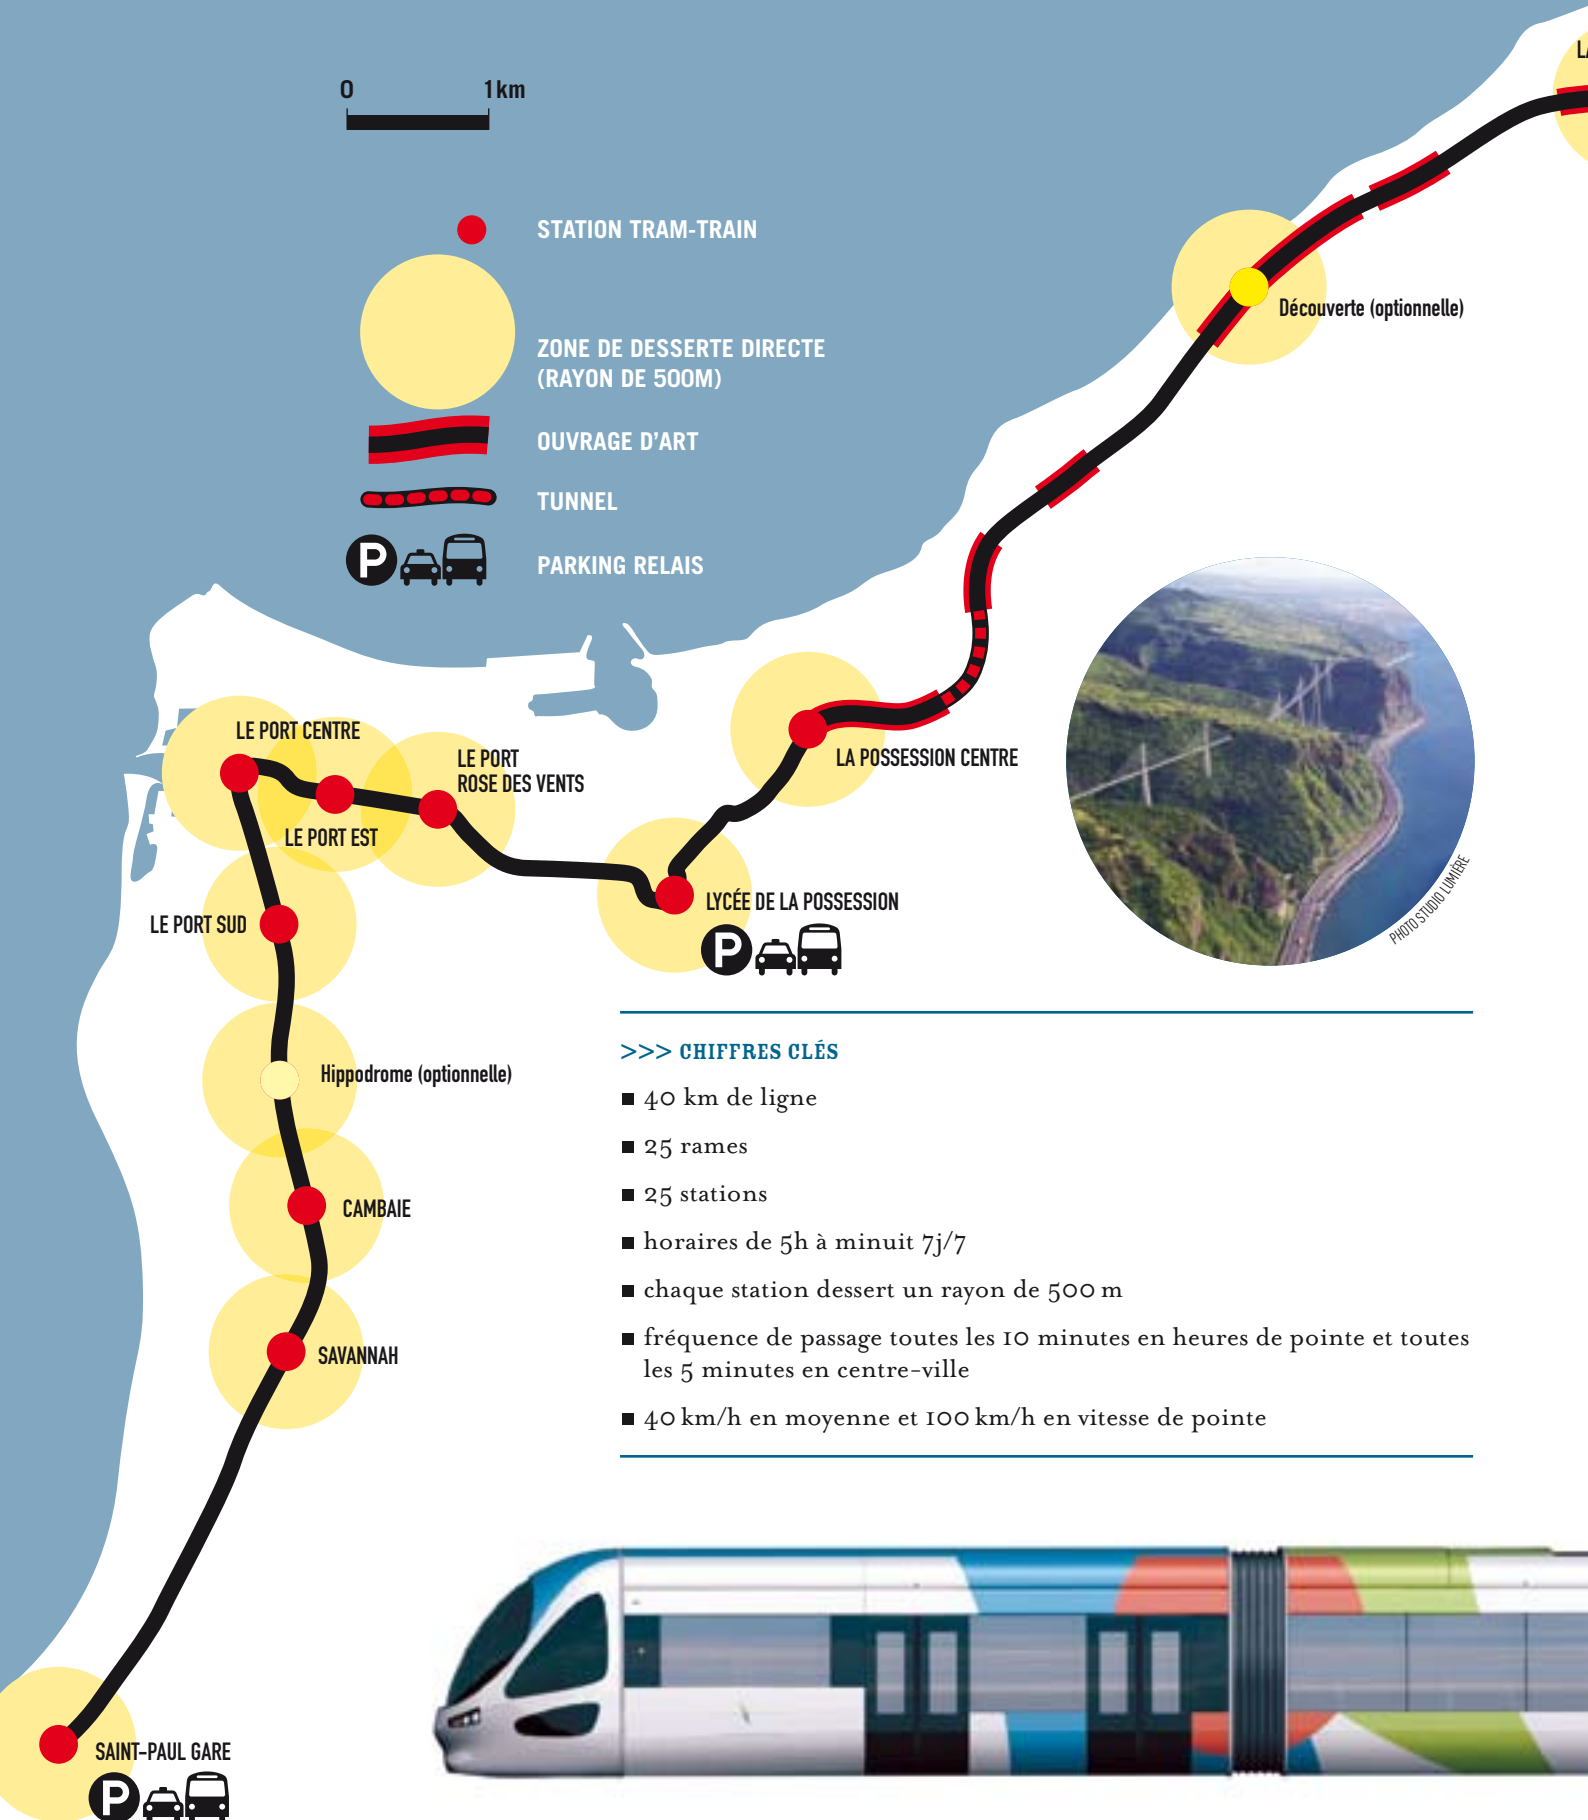 LA
0 1 km
STATION TRAM-TRAIN
Découverte (optionnelle)
ZONE DE DESSERTE DIRECTE
(RAYON DE 500M)
OUVRAGE D'ART
TUNNEL
P
PARKING RELAIS
LE PORT CENTRE
LE PORT
ROSE DES VENTS
LA POSSESSION CENTRE
LE PORT EST
PHOTO STUDIO LUMIÈRE
LYCÉE DE LA POSSESSION
P
LE PORT SUD
Hippodrome (optionnelle)
CAMBAIE
SAVANNAH
>>> CHIFFRES CLÉS
■ 40 km de ligne
■ 25 rames
■ 25 stations
■ horaires de 5h à minuit 7j/7
■ chaque station dessert un rayon de 500 m
■ fréquence de passage toutes les 10 minutes en heures de pointe et toutes
les 5 minutes en centre-ville
■ 40 km/h en moyenne et 100 km/h en vitesse de pointe
SAINT-PAUL GARE
P